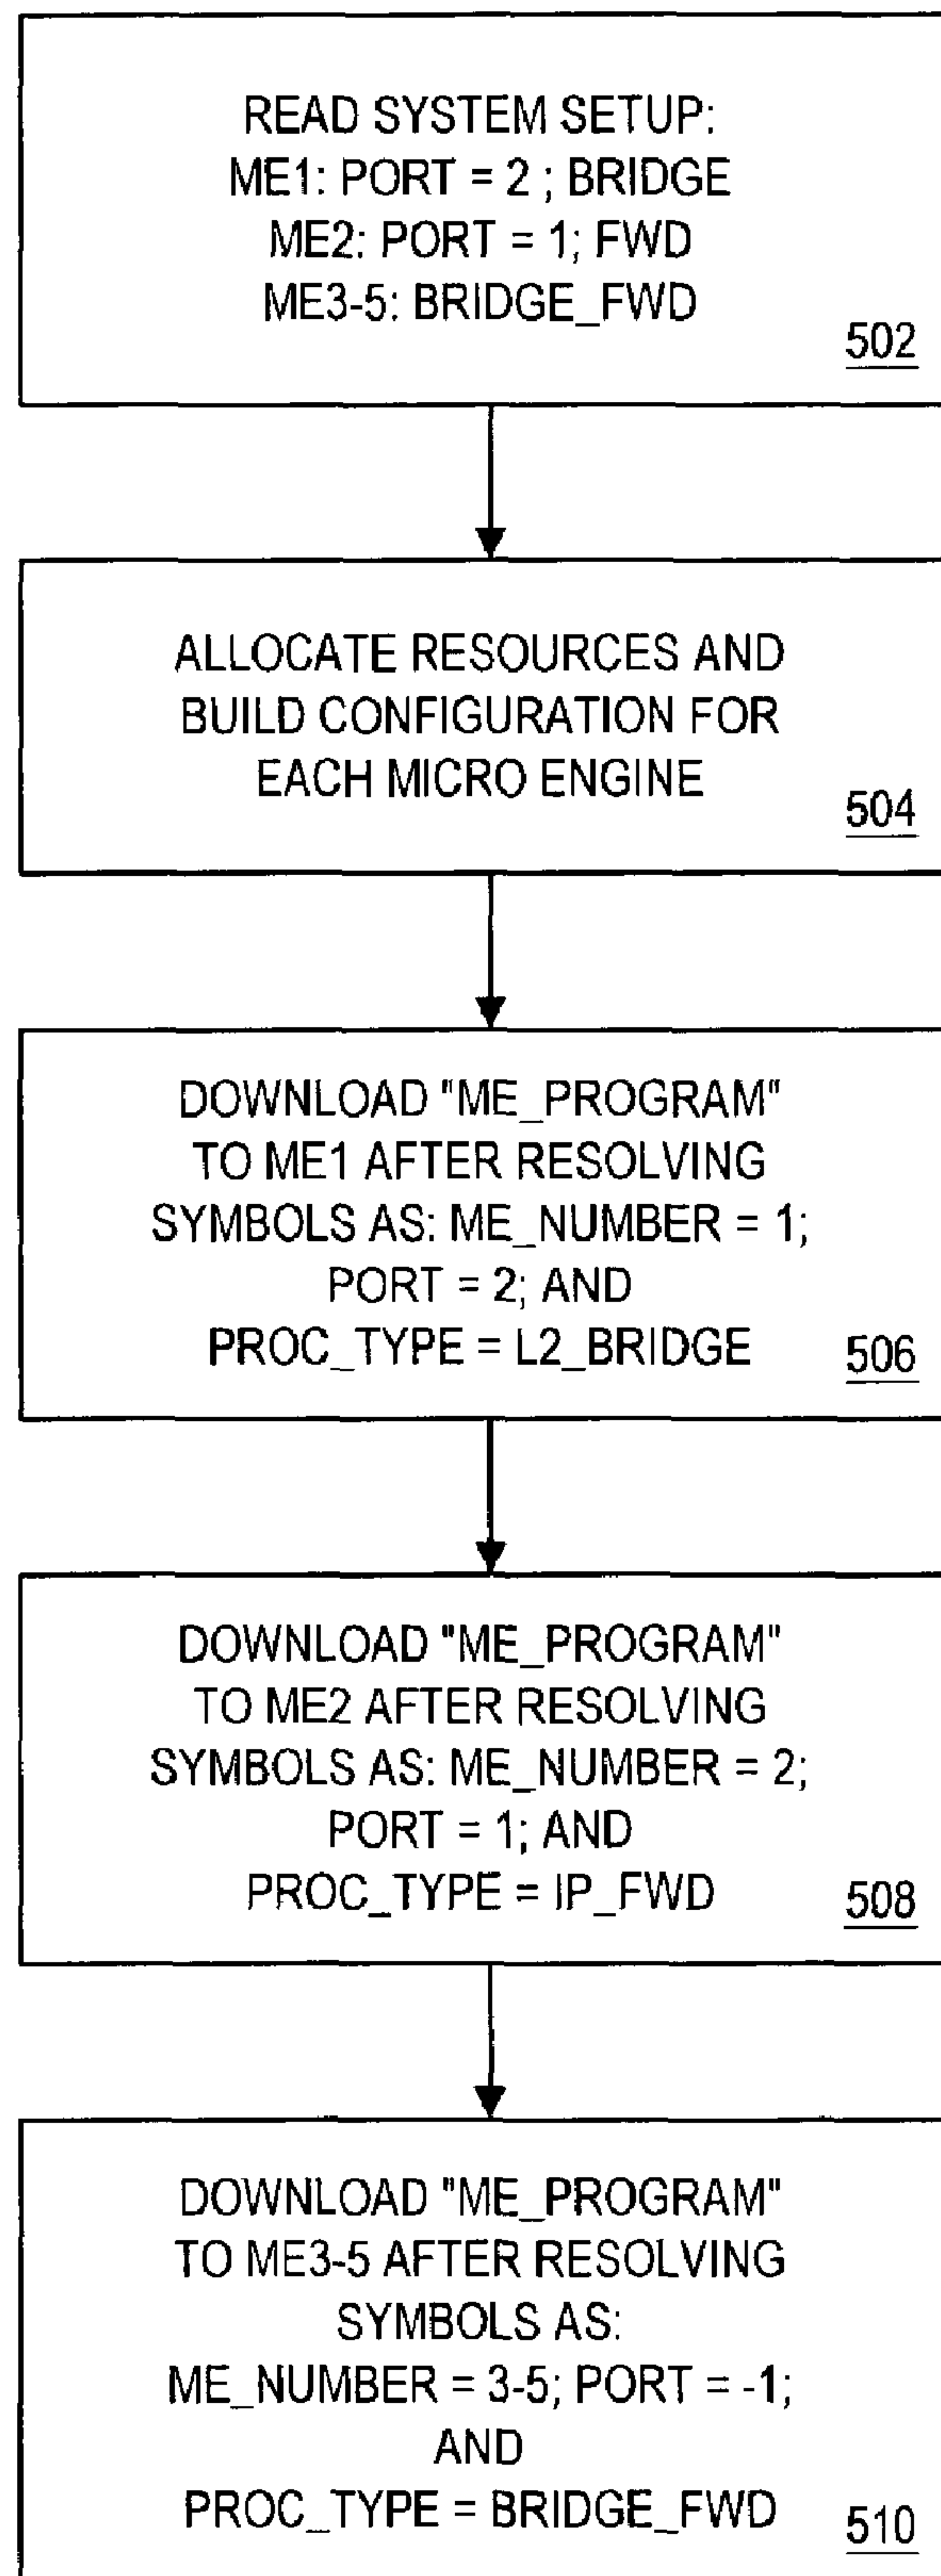 READ SYSTEM SETUP:
ME1: PORT = 2 ; BRIDGE
ME2: PORT = 1; FWD
ME3-5: BRIDGE_FWD
502
ALLOCATE RESOURCES AND
BUILD CONFIGURATION FOR
EACH MICRO ENGINE
504
DOWNLOAD "ME_PROGRAM"
TO ME1 AFTER RESOLVING
SYMBOLS AS: ME_NUMBER = 1;
PORT = 2; AND
PROC_TYPE = L2_BRIDGE
506
DOWNLOAD "ME_PROGRAM"
TO ME2 AFTER RESOLVING
SYMBOLS AS: ME_NUMBER = 2;
PORT = 1; AND
PROC_TYPE = IP_FWD
508
DOWNLOAD "ME_PROGRAM"
TO ME3-5 AFTER RESOLVING
SYMBOLS AS:
ME_NUMBER = 3-5; PORT = -1;
AND
PROC_TYPE = BRIDGE_FWD
510